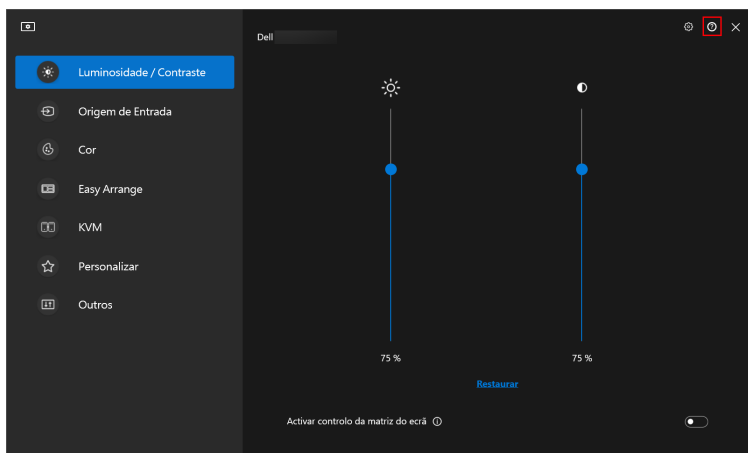 Dell
Luminosidade / Contraste
Origem de Entrada
Cor
Easy Arrange
KVM
Personalizar
Outros
75 %
75 %
Restaurar
Activar controlo da matriz do ecrã